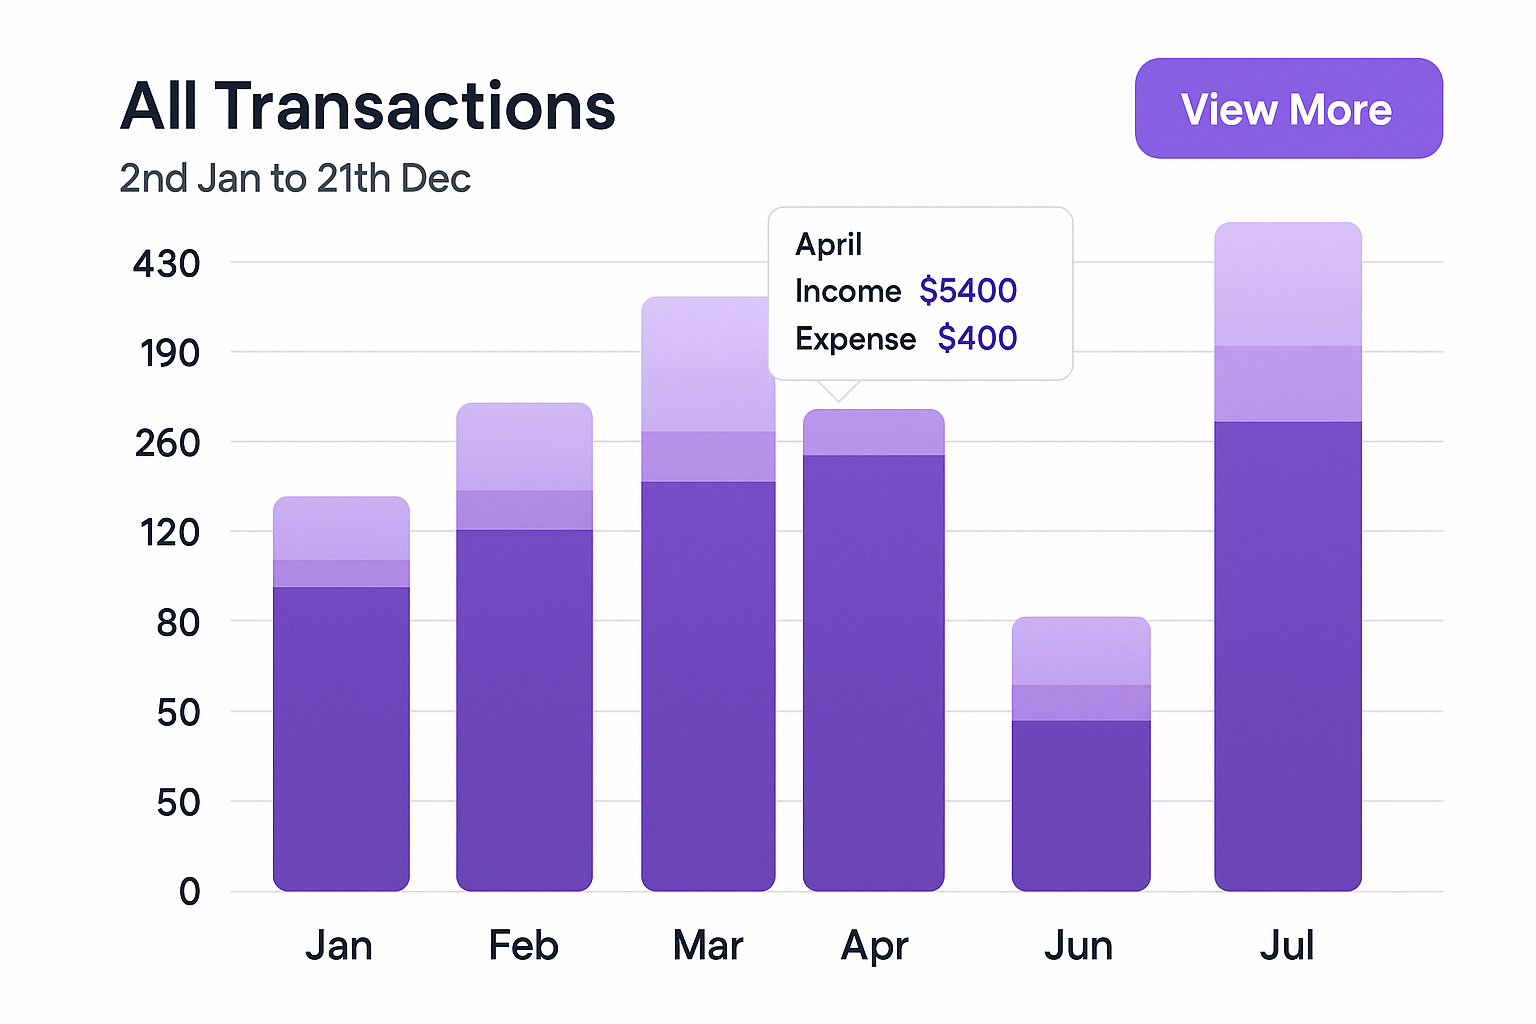 All Transactions
View More
2nd Jan to 21th Dec
April
Income $5400
Expense $400
430
190
260
120
80
50
50
0
Jan Feb Mar Apr Jun Jul